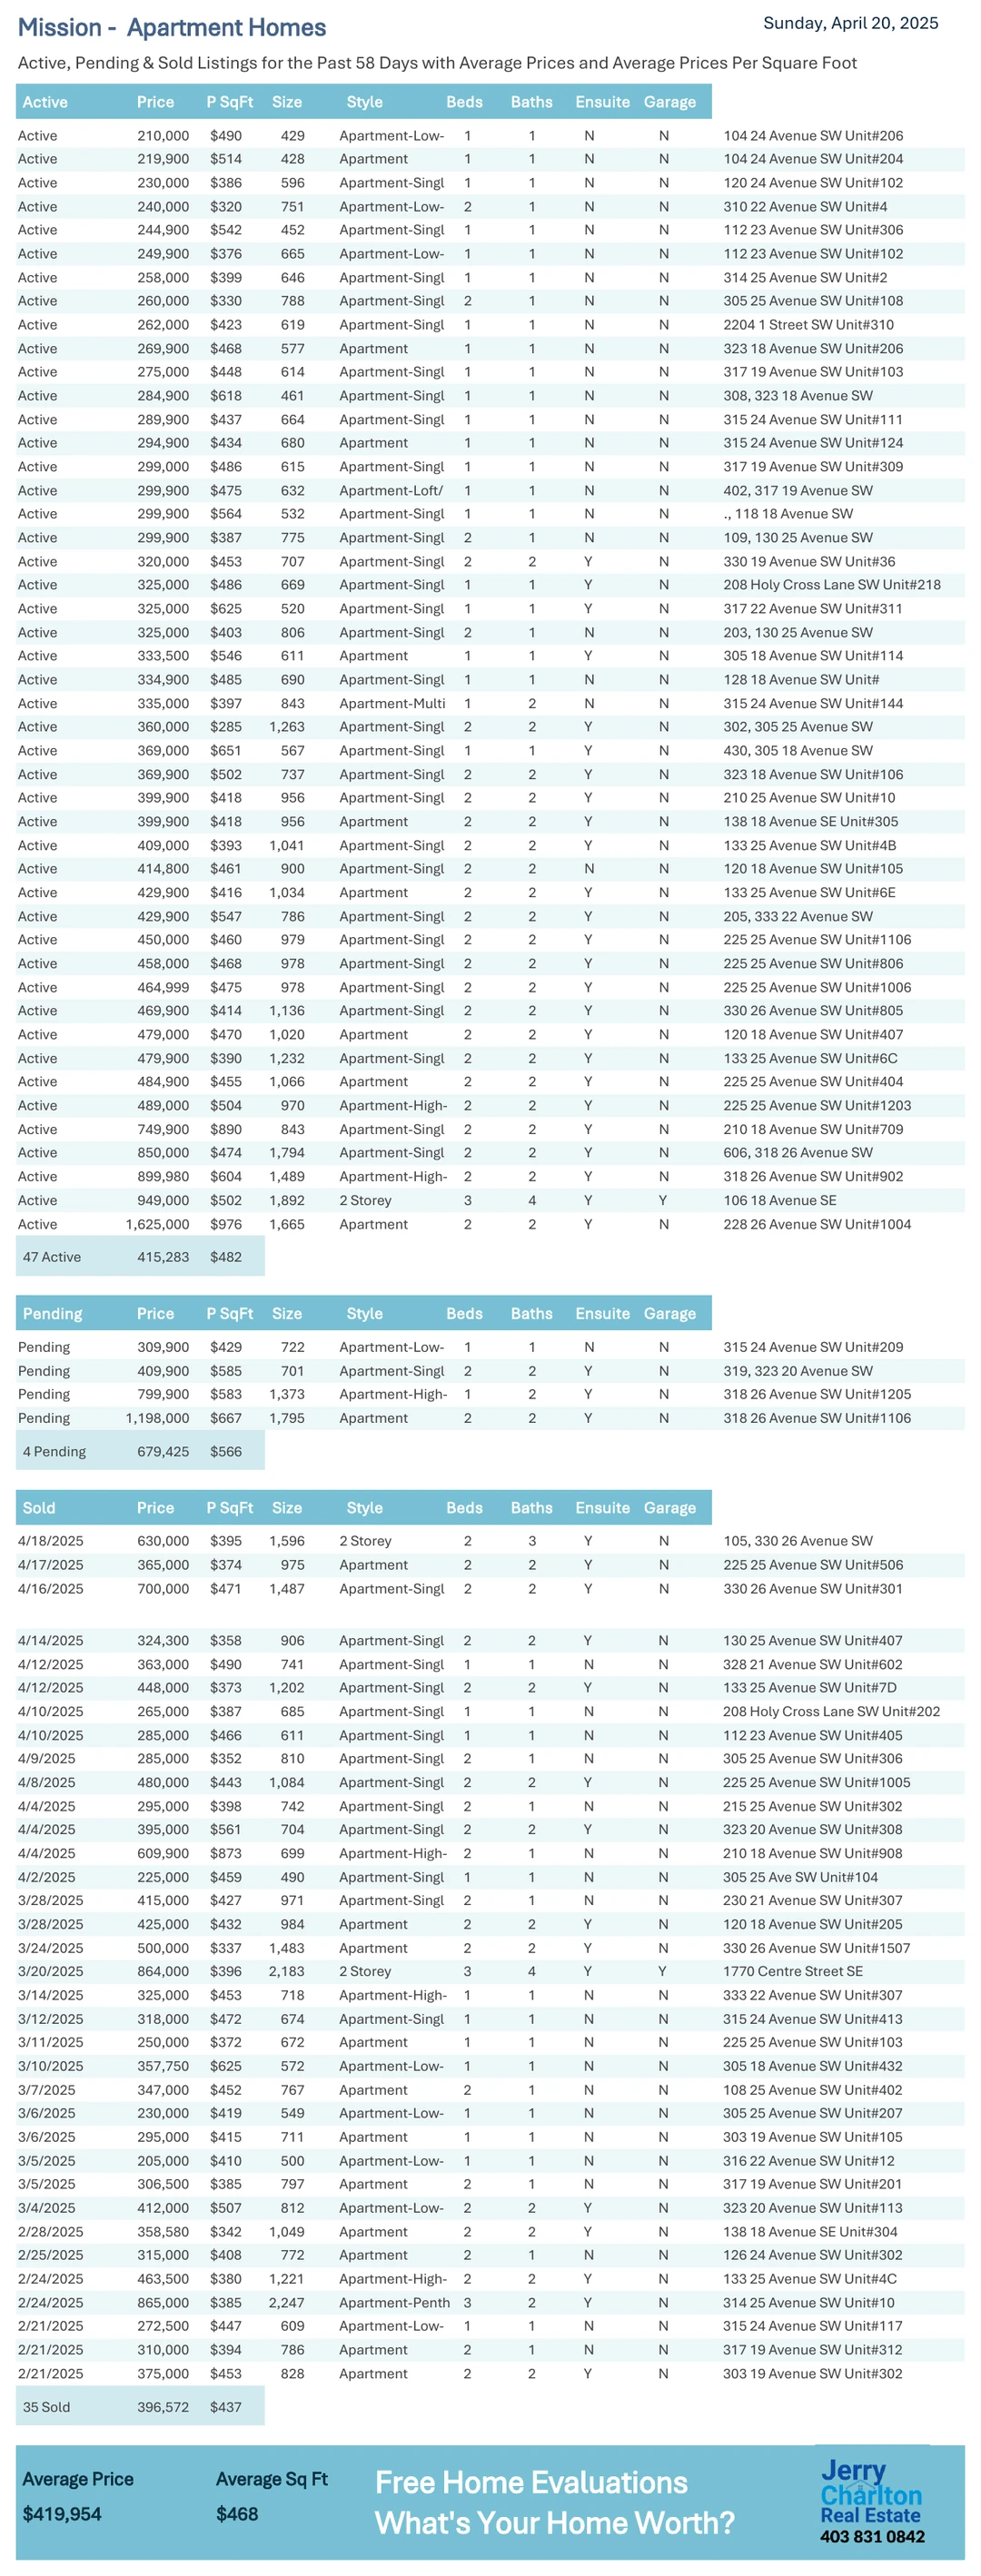 Mission -  Apartment Homes
Sunday, April 20, 2025
Active, Pending & Sold Listings for the Past 58 Days with Average Prices and Average Prices Per Square Foot
Active Price P SqFt Size Style Beds Baths Ensuite Garage
Active 210,000 $490 429 Apartment-Low- 1 1 N N 104 24 Avenue SW Unit#206
Active 219,900 $514 428 Apartment 1 1 N N 104 24 Avenue SW Unit#204
Active 230,000 $386 596 Apartment-Singl 1 1 N N 120 24 Avenue SW Unit#102
Active 240,000 $320 751 Apartment-Low- 2 1 N N 310 22 Avenue SW Unit#4
Active 244,900 $542 452 Apartment-Singl 1 1 N N 112 23 Avenue SW Unit#306
Active 249,900 $376 665 Apartment-Low- 1 1 N N 112 23 Avenue SW Unit#102
Active 258,000 $399 646 Apartment-Singl 1 1 N N 314 25 Avenue SW Unit#2
Active 260,000 $330 788 Apartment-Singl 2 1 N N 305 25 Avenue SW Unit#108
Active 262,000 $423 619 Apartment-Singl 1 1 N N 2204 1 Street SW Unit#310
Active 269,900 $468 577 Apartment 1 1 N N 323 18 Avenue SW Unit#206
Active 275,000 $448 614 Apartment-Singl 1 1 N N 317 19 Avenue SW Unit#103
Active 284,900 $618 461 Apartment-Singl 1 1 N N 308, 323 18 Avenue SW
Active 289,900 $437 664 Apartment-Singl 1 1 N N 315 24 Avenue SW Unit#111
Active 294,900 $434 680 Apartment 1 1 N N 315 24 Avenue SW Unit#124
Active 299,000 $486 615 Apartment-Singl 1 1 N N 317 19 Avenue SW Unit#309
Active 299,900 $475 632 Apartment-Loft/ 1 1 N N 402, 317 19 Avenue SW
Active 299,900 $564 532 Apartment-Singl 1 1 N N ., 118 18 Avenue SW
Active 299,900 $387 775 Apartment-Singl 2 1 N N 109, 130 25 Avenue SW
Active 320,000 $453 707 Apartment-Singl 2 2 Y N 330 19 Avenue SW Unit#36
Active 325,000 $486 669 Apartment-Singl 1 1 Y N 208 Holy Cross Lane SW Unit#218
Active 325,000 $625 520 Apartment-Singl 1 1 Y N 317 22 Avenue SW Unit#311
Active 325,000 $403 806 Apartment-Singl 2 1 N N 203, 130 25 Avenue SW
Active 333,500 $546 611 Apartment 1 1 Y N 305 18 Avenue SW Unit#114
Active 334,900 $485 690 Apartment-Singl 1 1 N N 128 18 Avenue SW Unit#
Active 335,000 $397 843 Apartment-Multi 1 2 N N 315 24 Avenue SW Unit#144
Active 360,000 $285 1,263 Apartment-Singl 2 2 Y N 302, 305 25 Avenue SW
Active 369,000 $651 567 Apartment-Singl 1 1 Y N 430, 305 18 Avenue SW
Active 369,900 $502 737 Apartment-Singl 2 2 Y N 323 18 Avenue SW Unit#106
Active 399,900 $418 956 Apartment-Singl 2 2 Y N 210 25 Avenue SW Unit#10
Active 399,900 $418 956 Apartment 2 2 Y N 138 18 Avenue SE Unit#305
Active 409,000 $393 1,041 Apartment-Singl 2 2 Y N 133 25 Avenue SW Unit#4B
Active 414,800 $461 900 Apartment-Singl 2 2 N N 120 18 Avenue SW Unit#105
Active 429,900 $416 1,034 Apartment 2 2 Y N 133 25 Avenue SW Unit#6E
Active 429,900 $547 786 Apartment-Singl 2 2 Y N 205, 333 22 Avenue SW
Active 450,000 $460 979 Apartment-Singl 2 2 Y N 225 25 Avenue SW Unit#1106
Active 458,000 $468 978 Apartment-Singl 2 2 Y N 225 25 Avenue SW Unit#806
Active 464,999 $475 978 Apartment-Singl 2 2 Y N 225 25 Avenue SW Unit#1006
Active 469,900 $414 1,136 Apartment-Singl 2 2 Y N 330 26 Avenue SW Unit#805
Active 479,000 $470 1,020 Apartment 2 2 Y N 120 18 Avenue SW Unit#407
Active 479,900 $390 1,232 Apartment-Singl 2 2 Y N 133 25 Avenue SW Unit#6C
Active 484,900 $455 1,066 Apartment 2 2 Y N 225 25 Avenue SW Unit#404
Active 489,000 $504 970 Apartment-High- 2 2 Y N 225 25 Avenue SW Unit#1203
Active 749,900 $890 843 Apartment-Singl 2 2 Y N 210 18 Avenue SW Unit#709
Active 850,000 $474 1,794 Apartment-Singl 2 2 Y N 606, 318 26 Avenue SW
Active 899,980 $604 1,489 Apartment-High- 2 2 Y N 318 26 Avenue SW Unit#902
Active 949,000 $502 1,892 2 Storey 3 4 Y Y 106 18 Avenue SE
Active 1,625,000 $976 1,665 Apartment 2 2 Y N 228 26 Avenue SW Unit#1004
47 Active 415,283 $482
Pending Price P SqFt Size Style Beds Baths Ensuite Garage
Pending 309,900 $429 722 Apartment-Low- 1 1 N N 315 24 Avenue SW Unit#209
Pending 409,900 $585 701 Apartment-Singl 2 2 Y N 319, 323 20 Avenue SW
Pending 799,900 $583 1,373 Apartment-High- 1 2 Y N 318 26 Avenue SW Unit#1205
Pending 1,198,000 $667 1,795 Apartment 2 2 Y N 318 26 Avenue SW Unit#1106
4 Pending 679,425 $566
Sold Price P SqFt Size Style Beds Baths Ensuite Garage
4/18/2025 630,000 $395 1,596 2 Storey 2 3 Y N 105, 330 26 Avenue SW
4/17/2025 365,000 $374 975 Apartment 2 2 Y N 225 25 Avenue SW Unit#506
4/16/2025 700,000 $471 1,487 Apartment-Singl 2 2 Y N 330 26 Avenue SW Unit#301
4/14/2025 324,300 $358 906 Apartment-Singl 2 2 Y N 130 25 Avenue SW Unit#407
4/12/2025 363,000 $490 741 Apartment-Singl 1 1 N N 328 21 Avenue SW Unit#602
4/12/2025 448,000 $373 1,202 Apartment-Singl 2 2 Y N 133 25 Avenue SW Unit#7D
4/10/2025 265,000 $387 685 Apartment-Singl 1 1 N N 208 Holy Cross Lane SW Unit#202
4/10/2025 285,000 $466 611 Apartment-Singl 1 1 N N 112 23 Avenue SW Unit#405
4/9/2025 285,000 $352 810 Apartment-Singl 2 1 N N 305 25 Avenue SW Unit#306
4/8/2025 480,000 $443 1,084 Apartment-Singl 2 2 Y N 225 25 Avenue SW Unit#1005
4/4/2025 295,000 $398 742 Apartment-Singl 2 1 N N 215 25 Avenue SW Unit#302
4/4/2025 395,000 $561 704 Apartment-Singl 2 2 Y N 323 20 Avenue SW Unit#308
4/4/2025 609,900 $873 699 Apartment-High- 2 1 N N 210 18 Avenue SW Unit#908
4/2/2025 225,000 $459 490 Apartment-Singl 1 1 N N 305 25 Ave SW Unit#104
3/28/2025 415,000 $427 971 Apartment-Singl 2 1 N N 230 21 Avenue SW Unit#307
3/28/2025 425,000 $432 984 Apartment 2 2 Y N 120 18 Avenue SW Unit#205
3/24/2025 500,000 $337 1,483 Apartment 2 2 Y N 330 26 Avenue SW Unit#1507
3/20/2025 864,000 $396 2,183 2 Storey 3 4 Y Y 1770 Centre Street SE
3/14/2025 325,000 $453 718 Apartment-High- 1 1 N N 333 22 Avenue SW Unit#307
3/12/2025 318,000 $472 674 Apartment-Singl 1 1 N N 315 24 Avenue SW Unit#413
3/11/2025 250,000 $372 672 Apartment 1 1 N N 225 25 Avenue SW Unit#103
3/10/2025 357,750 $625 572 Apartment-Low- 1 1 N N 305 18 Avenue SW Unit#432
3/7/2025 347,000 $452 767 Apartment 2 1 N N 108 25 Avenue SW Unit#402
3/6/2025 230,000 $419 549 Apartment-Low- 1 1 N N 305 25 Avenue SW Unit#207
3/6/2025 295,000 $415 711 Apartment 1 1 N N 303 19 Avenue SW Unit#105
3/5/2025 205,000 $410 500 Apartment-Low- 1 1 N N 316 22 Avenue SW Unit#12
3/5/2025 306,500 $385 797 Apartment 2 1 N N 317 19 Avenue SW Unit#201
3/4/2025 412,000 $507 812 Apartment-Low- 2 2 Y N 323 20 Avenue SW Unit#113
2/28/2025 358,580 $342 1,049 Apartment 2 2 Y N 138 18 Avenue SE Unit#304
2/25/2025 315,000 $408 772 Apartment 2 1 N N 126 24 Avenue SW Unit#302
2/24/2025 463,500 $380 1,221 Apartment-High- 2 2 Y N 133 25 Avenue SW Unit#4C
2/24/2025 865,000 $385 2,247 Apartment-Penth 3 2 Y N 314 25 Avenue SW Unit#10
2/21/2025 272,500 $447 609 Apartment-Low- 1 1 N N 315 24 Avenue SW Unit#117
2/21/2025 310,000 $394 786 Apartment 2 1 N N 317 19 Avenue SW Unit#312
2/21/2025 375,000 $453 828 Apartment 2 2 Y N 303 19 Avenue SW Unit#302
35 Sold 396,572 $437
Average Price Average Sq Ft
$419,954 $468
Free Home Evaluations
What's Your Home Worth?
Jerry
Charlton
Real Estate
403 831 0842